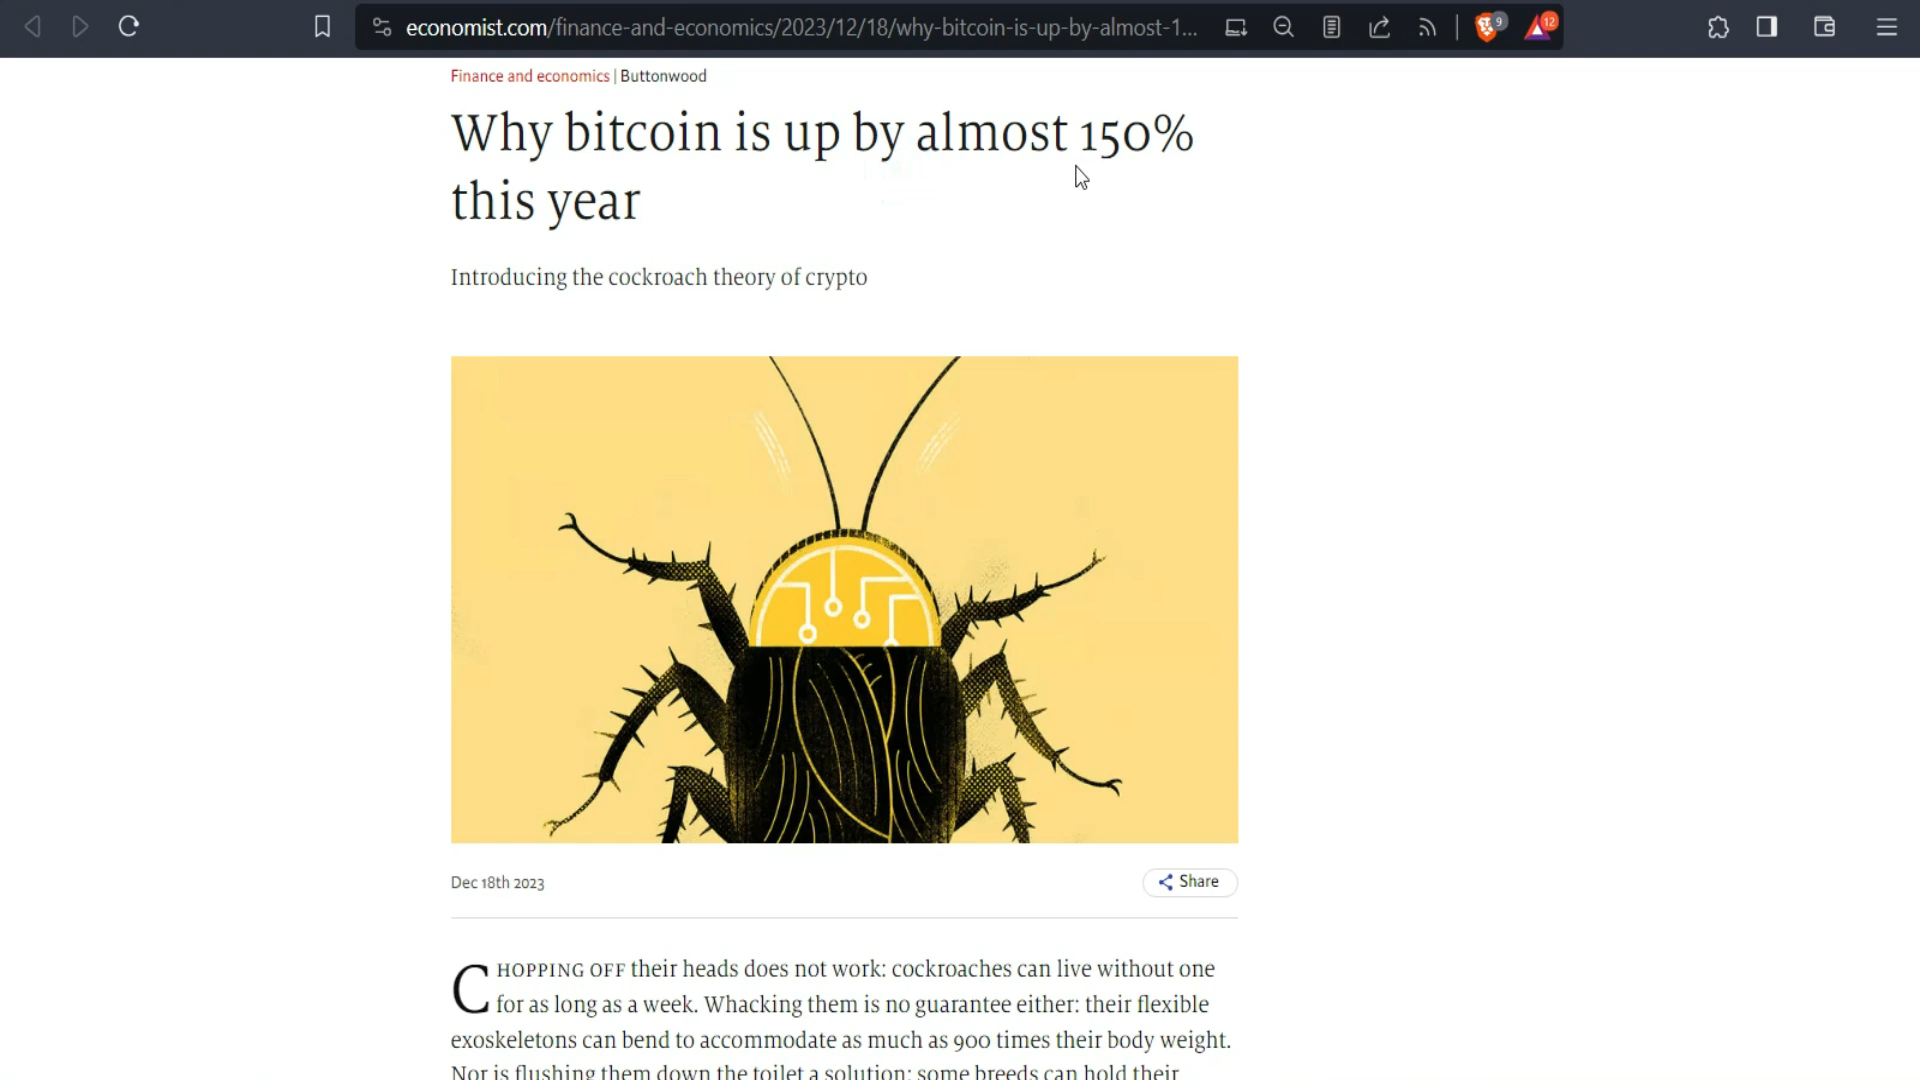 economist.com/finance-and-economics/2023/12/18/why-bitcoin-is-up-by-almost-1...
9
12
Finance and economics | Buttonwood
Why bitcoin is up by almost 150%
this year
Introducing the cockroach theory of crypto
Dec 18th 2023
Share
CHOPPING OFF their heads does not work: cockroaches can live without one
for as long as a week. Whacking them is no guarantee either: their flexible
exoskeletons can bend to accommodate as much as 900 times their body weight.
Nor is flushing them down the toilet a solution: some breeds can hold their